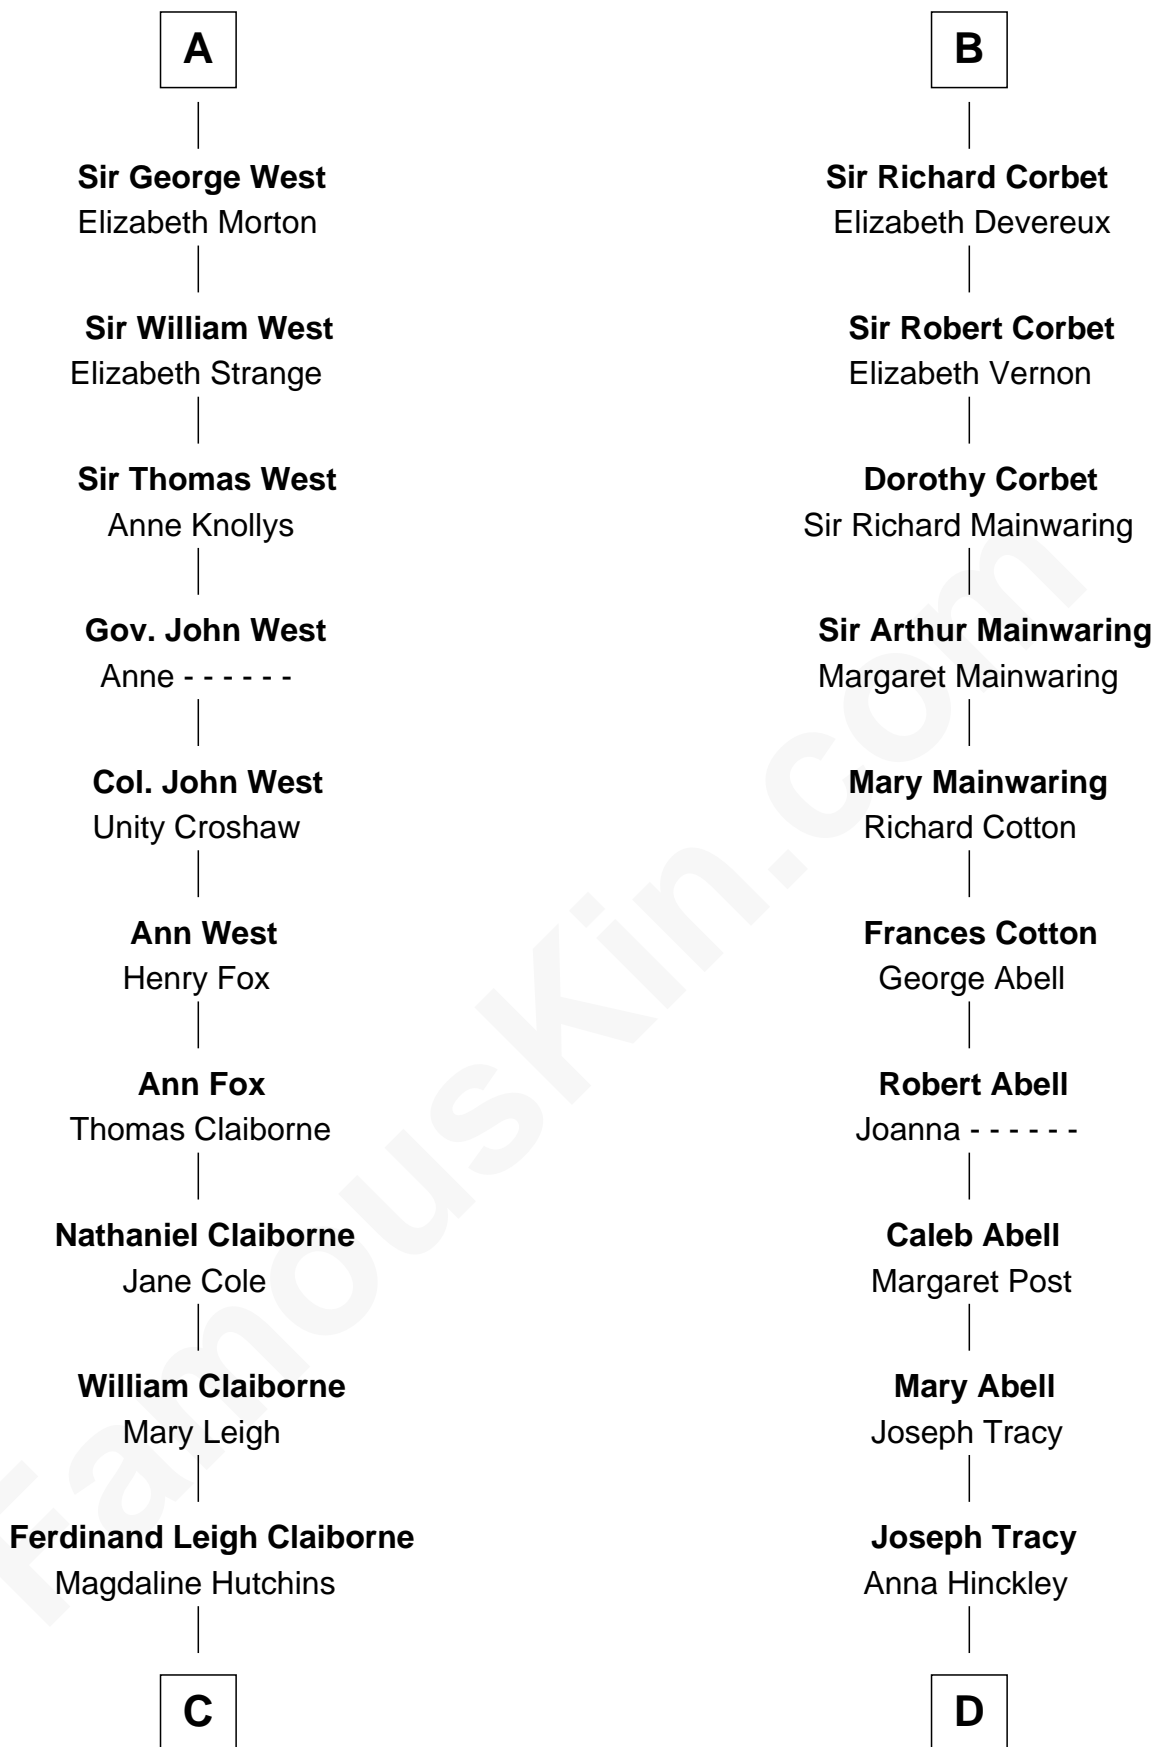 A
Sir George West
Elizabeth Morton
Sir William West
Elizabeth Strange
Sir Thomas West
Anne Knollys
Gov. John West
Anne - - - - - -
Col. John West
Unity Croshaw
Ann West
Henry Fox
Ann Fox
Thomas Claiborne
Nathaniel Claiborne
Jane Cole
William Claiborne
Mary Leigh
Ferdinand Leigh Claiborne
Magdaline Hutchins
C
B
Sir Richard Corbet
Elizabeth Devereux
Sir Robert Corbet
Elizabeth Vernon
Dorothy Corbet
Sir Richard Mainwaring
Sir Arthur Mainwaring
Margaret Mainwaring
Mary Mainwaring
Richard Cotton
Frances Cotton
George Abell
Robert Abell
Joanna - - - - - -
Caleb Abell
Margaret Post
Mary Abell
Joseph Tracy
Joseph Tracy
Anna Hinckley
D
FamousKin.com